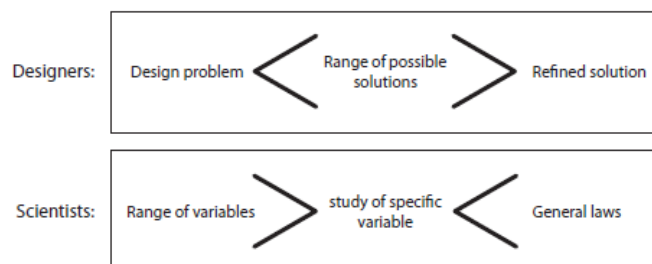 Designers:
Design problem
Range of possible
solutions
Refined solution
Scientists:
Range of variables
study of specific
variable
General laws